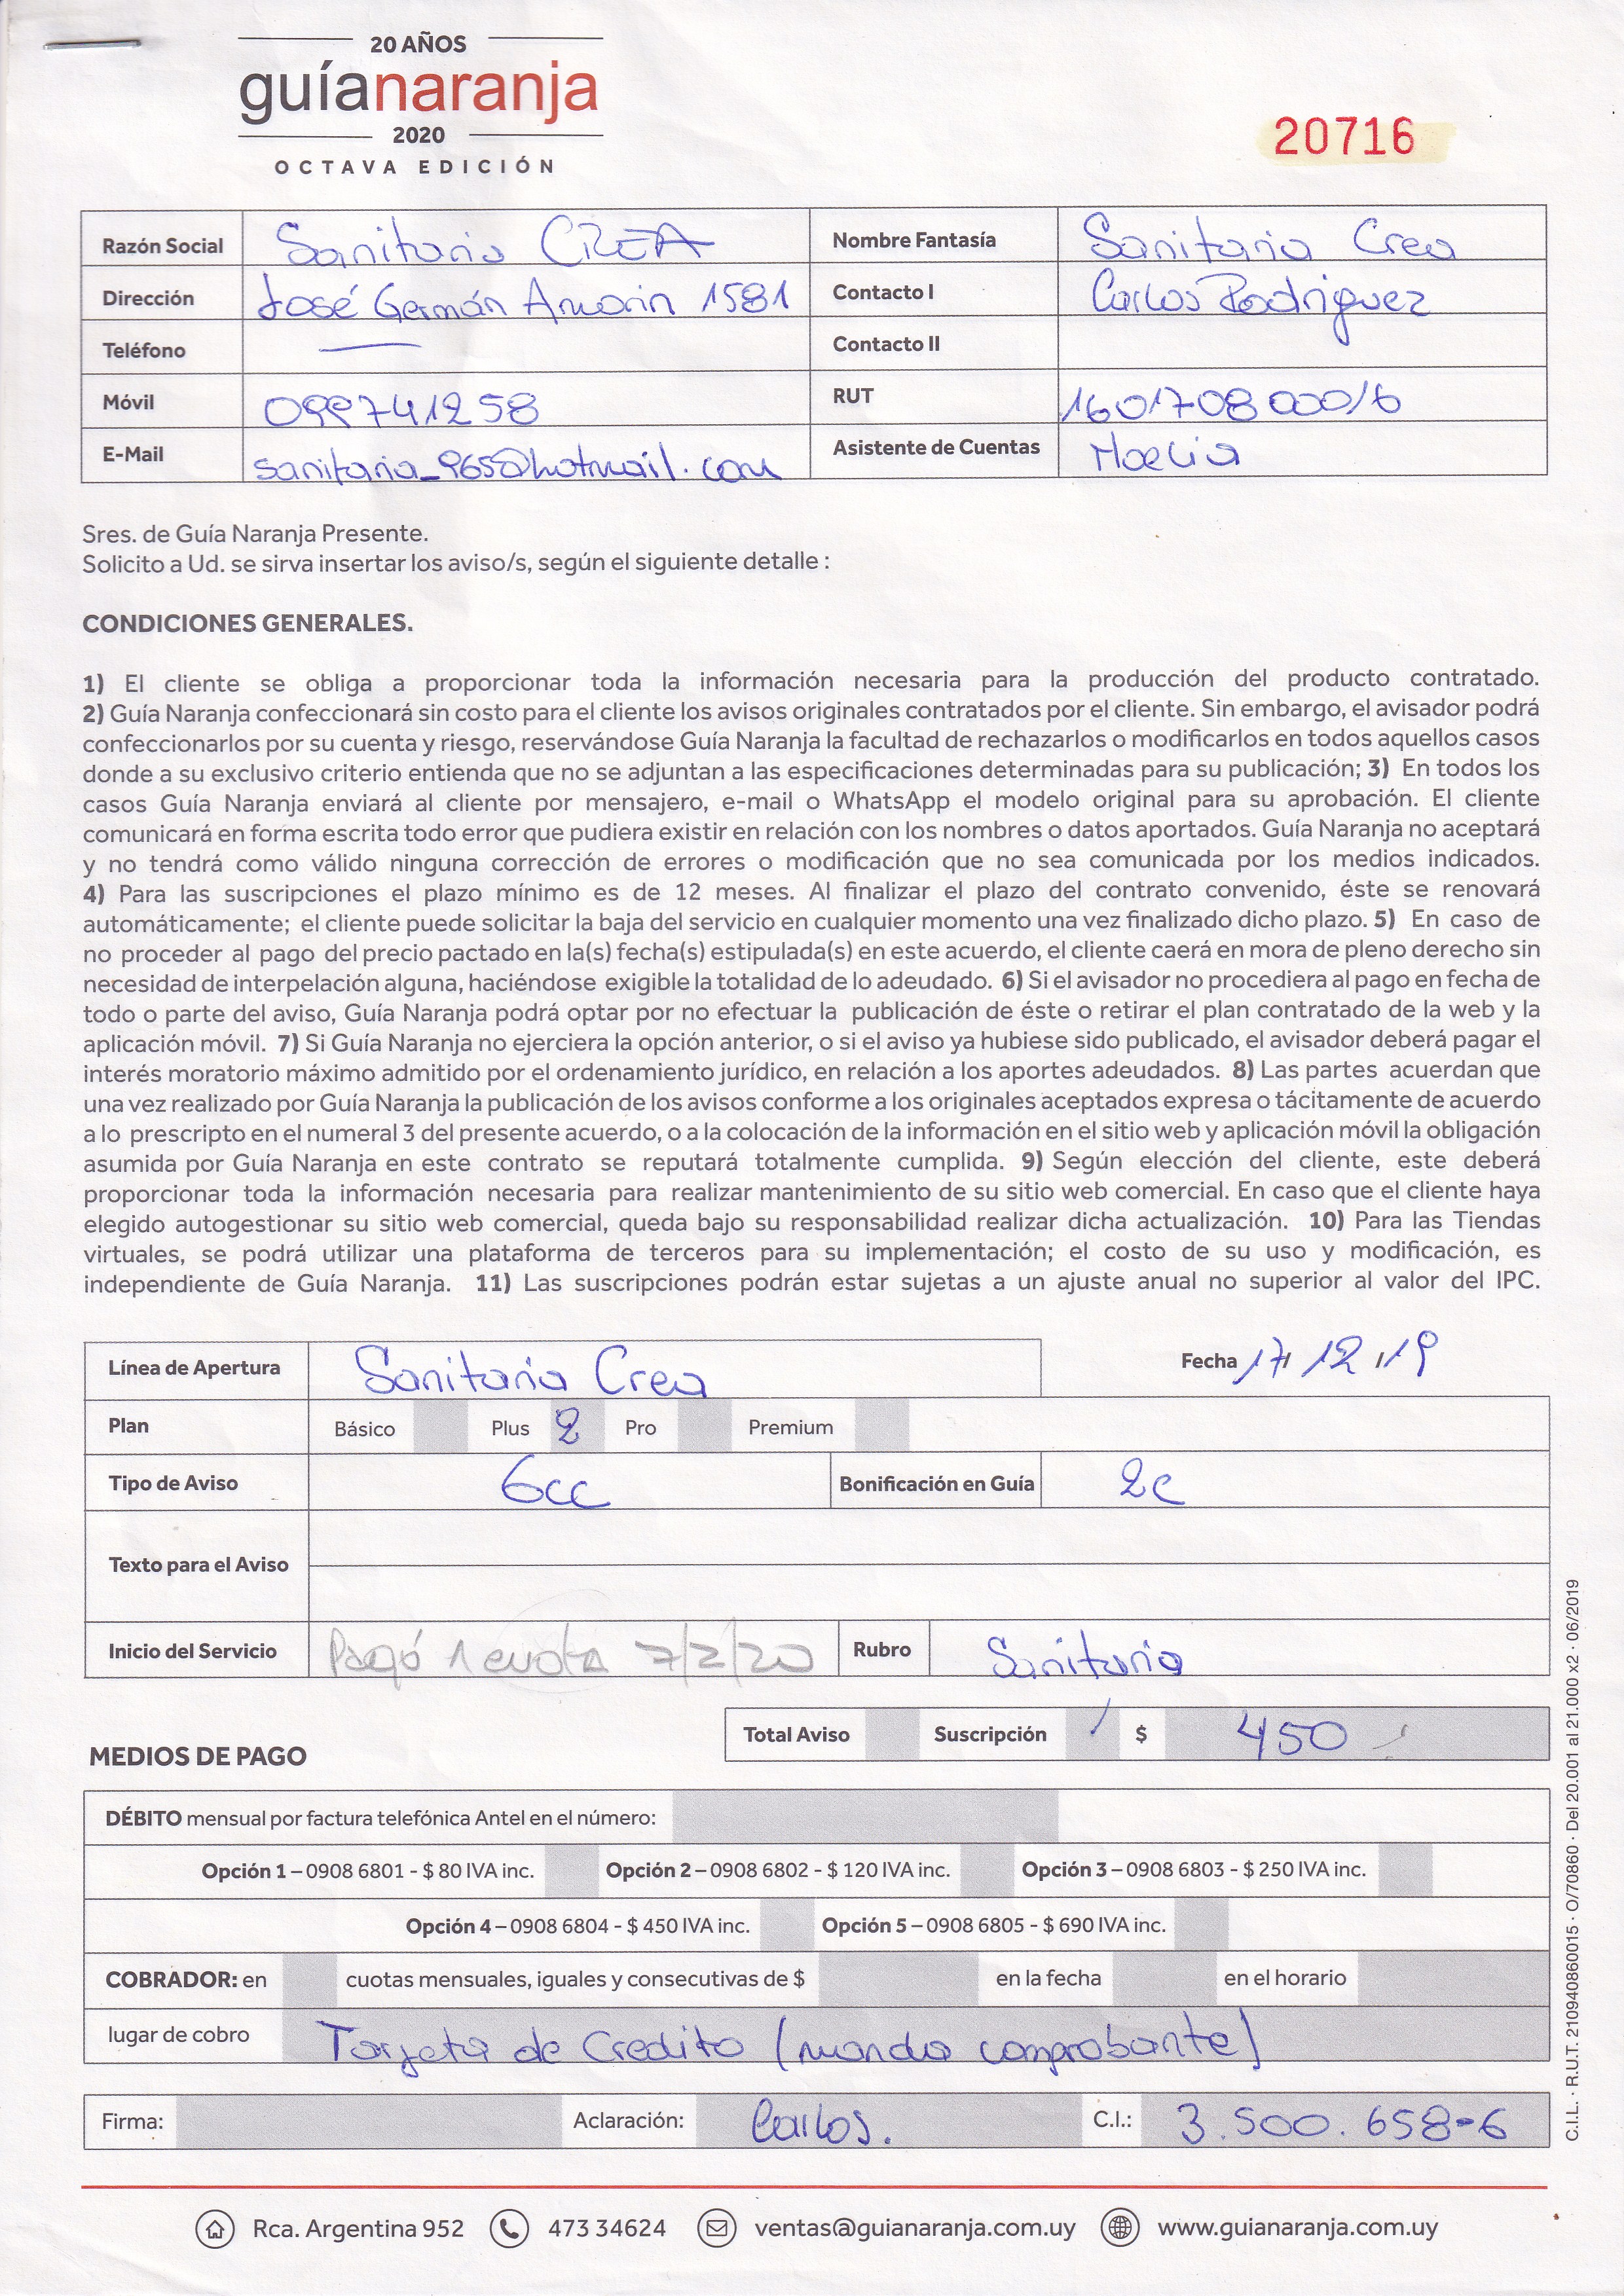 20 AÑOS
guíanaranja
2020
OCTAVA EDICIÓN
20716
Razón Social Sanitaria CREA Nombre Fantasía Sanitaria Crea
Dirección José Germán Amorin 1581 Contacto I Carlos Rodriguez
Teléfono — Contacto II
Móvil 099741258 RUT 160170800016
E-Mail sanitaria_965@hotmail.com Asistente de Cuentas Noelia
Sres. de Guía Naranja Presente.
Solicito a Ud. se sirva insertar los aviso/s, según el siguiente detalle :
CONDICIONES GENERALES.
1) El cliente se obliga a proporcionar toda la información necesaria para la producción del producto contratado.
2) Guía Naranja confeccionará sin costo para el cliente los avisos originales contratados por el cliente. Sin embargo, el avisador podrá
confeccionarlos por su cuenta y riesgo, reservándose Guía Naranja la facultad de rechazarlos o modificarlos en todos aquellos casos
donde a su exclusivo criterio entienda que no se adjuntan a las especificaciones determinadas para su publicación; 3) En todos los
casos Guía Naranja enviará al cliente por mensajero, e-mail o WhatsApp el modelo original para su aprobación. El cliente
comunicará en forma escrita todo error que pudiera existir en relación con los nombres o datos aportados. Guía Naranja no aceptará
y no tendrá como válido ninguna corrección de errores o modificación que no sea comunicada por los medios indicados.
4) Para las suscripciones el plazo mínimo es de 12 meses. Al finalizar el plazo del contrato convenido, éste se renovará
automáticamente; el cliente puede solicitar la baja del servicio en cualquier momento una vez finalizado dicho plazo. 5) En caso de
no proceder al pago del precio pactado en la(s) fecha(s) estipulada(s) en este acuerdo, el cliente caerá en mora de pleno derecho sin
necesidad de interpelación alguna, haciéndose exigible la totalidad de lo adeudado. 6) Si el avisador no procediera al pago en fecha de
todo o parte del aviso, Guía Naranja podrá optar por no efectuar la publicación de éste o retirar el plan contratado de la web y la
aplicación móvil. 7) Si Guía Naranja no ejerciera la opción anterior, o si el aviso ya hubiese sido publicado, el avisador deberá pagar el
interés moratorio máximo admitido por el ordenamiento jurídico, en relación a los aportes adeudados. 8) Las partes acuerdan que
una vez realizado por Guía Naranja la publicación de los avisos conforme a los originales aceptados expresa o tácitamente de acuerdo
a lo prescripto en el numeral 3 del presente acuerdo, o a la colocación de la información en el sitio web y aplicación móvil la obligación
asumida por Guía Naranja en este contrato se reputará totalmente cumplida. 9) Según elección del cliente, este deberá
proporcionar toda la información necesaria para realizar mantenimiento de su sitio web comercial. En caso que el cliente haya
elegido autogestionar su sitio web comercial, queda bajo su responsabilidad realizar dicha actualización. 10) Para las Tiendas
virtuales, se podrá utilizar una plataforma de terceros para su implementación; el costo de su uso y modificación, es
independiente de Guía Naranja. 11) Las suscripciones podrán estar sujetas a un ajuste anual no superior al valor del IPC.
Línea de Apertura Sanitaria Crea Fecha 17/12/19
Plan Básico Plus 2 Pro Premium
Tipo de Aviso 6cc Bonificación en Guía 2c
Texto para el Aviso
Inicio del Servicio Pagó 1 cuota 7/2/20 Rubro Sanitaria
Total Aviso Suscripción / $ 450
MEDIOS DE PAGO
DÉBITO mensual por factura telefónica Antel en el número:
Opción 1 – 0908 6801 - $ 80 IVA inc. Opción 2 – 0908 6802 - $ 120 IVA inc. Opción 3 – 0908 6803 - $ 250 IVA inc.
Opción 4 – 0908 6804 - $ 450 IVA inc. Opción 5 – 0908 6805 - $ 690 IVA inc.
COBRADOR: en cuotas mensuales, iguales y consecutivas de $ en la fecha en el horario
lugar de cobro Tarjeta de Credito (mando comprobante)
Firma: Aclaración: Carlos. C.I.: 3.500.658-6
Rca. Argentina 952 473 34624 ventas@guianaranja.com.uy www.guianaranja.com.uy
C.I.L. · R.U.T. 210940860015 · O/70860 · Del 20.001 al 21.000 x2 · 06/2019